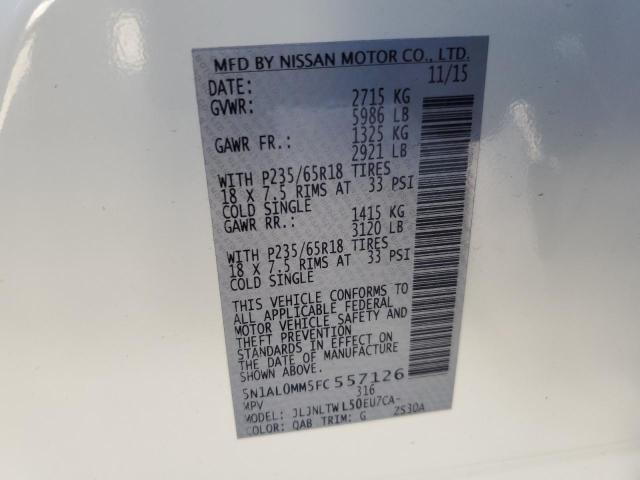 MFD BY NISSAN MOTOR CO., LTD.
DATE: 11/15
GVWR: 2715 KG
5986 LB
GAWR FR.: 1325 KG
2921 LB
WITH P235/65R18 TIRES
18 X 7.5 RIMS AT 33 PSI
COLD SINGLE
GAWR RR.: 1415 KG
3120 LB
WITH P235/65R18 TIRES
18 X 7.5 RIMS AT 33 PSI
COLD SINGLE
THIS VEHICLE CONFORMS TO
ALL APPLICABLE FEDERAL
MOTOR VEHICLE SAFETY AND
THEFT PREVENTION
STANDARDS IN EFFECT ON
THE DATE OF MANUFACTURE
SHOWN ABOVE.
5N1AL0MM5FC557126
MPV 316
MODEL: JLJNLTWL50EU7CA-
COLOR: QAB TRIM: G 2S30A